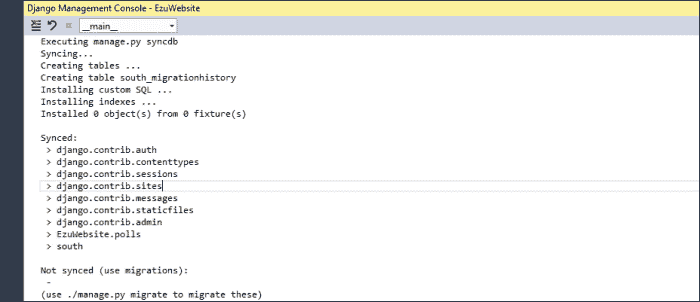 Django Management Console - EzuWebsite
__main__
Executing manage.py syncdb
Syncing...
Creating tables ...
Creating table south_migrationhistory
Installing custom SQL ...
Installing indexes ...
Installed 0 object(s) from 0 fixture(s)
Synced:
> django.contrib.auth
> django.contrib.contenttypes
> django.contrib.sessions
> django.contrib.sites
> django.contrib.messages
> django.contrib.staticfiles
> django.contrib.admin
> EzuWebsite.polls
> south
Not synced (use migrations):
-
(use ./manage.py migrate to migrate these)